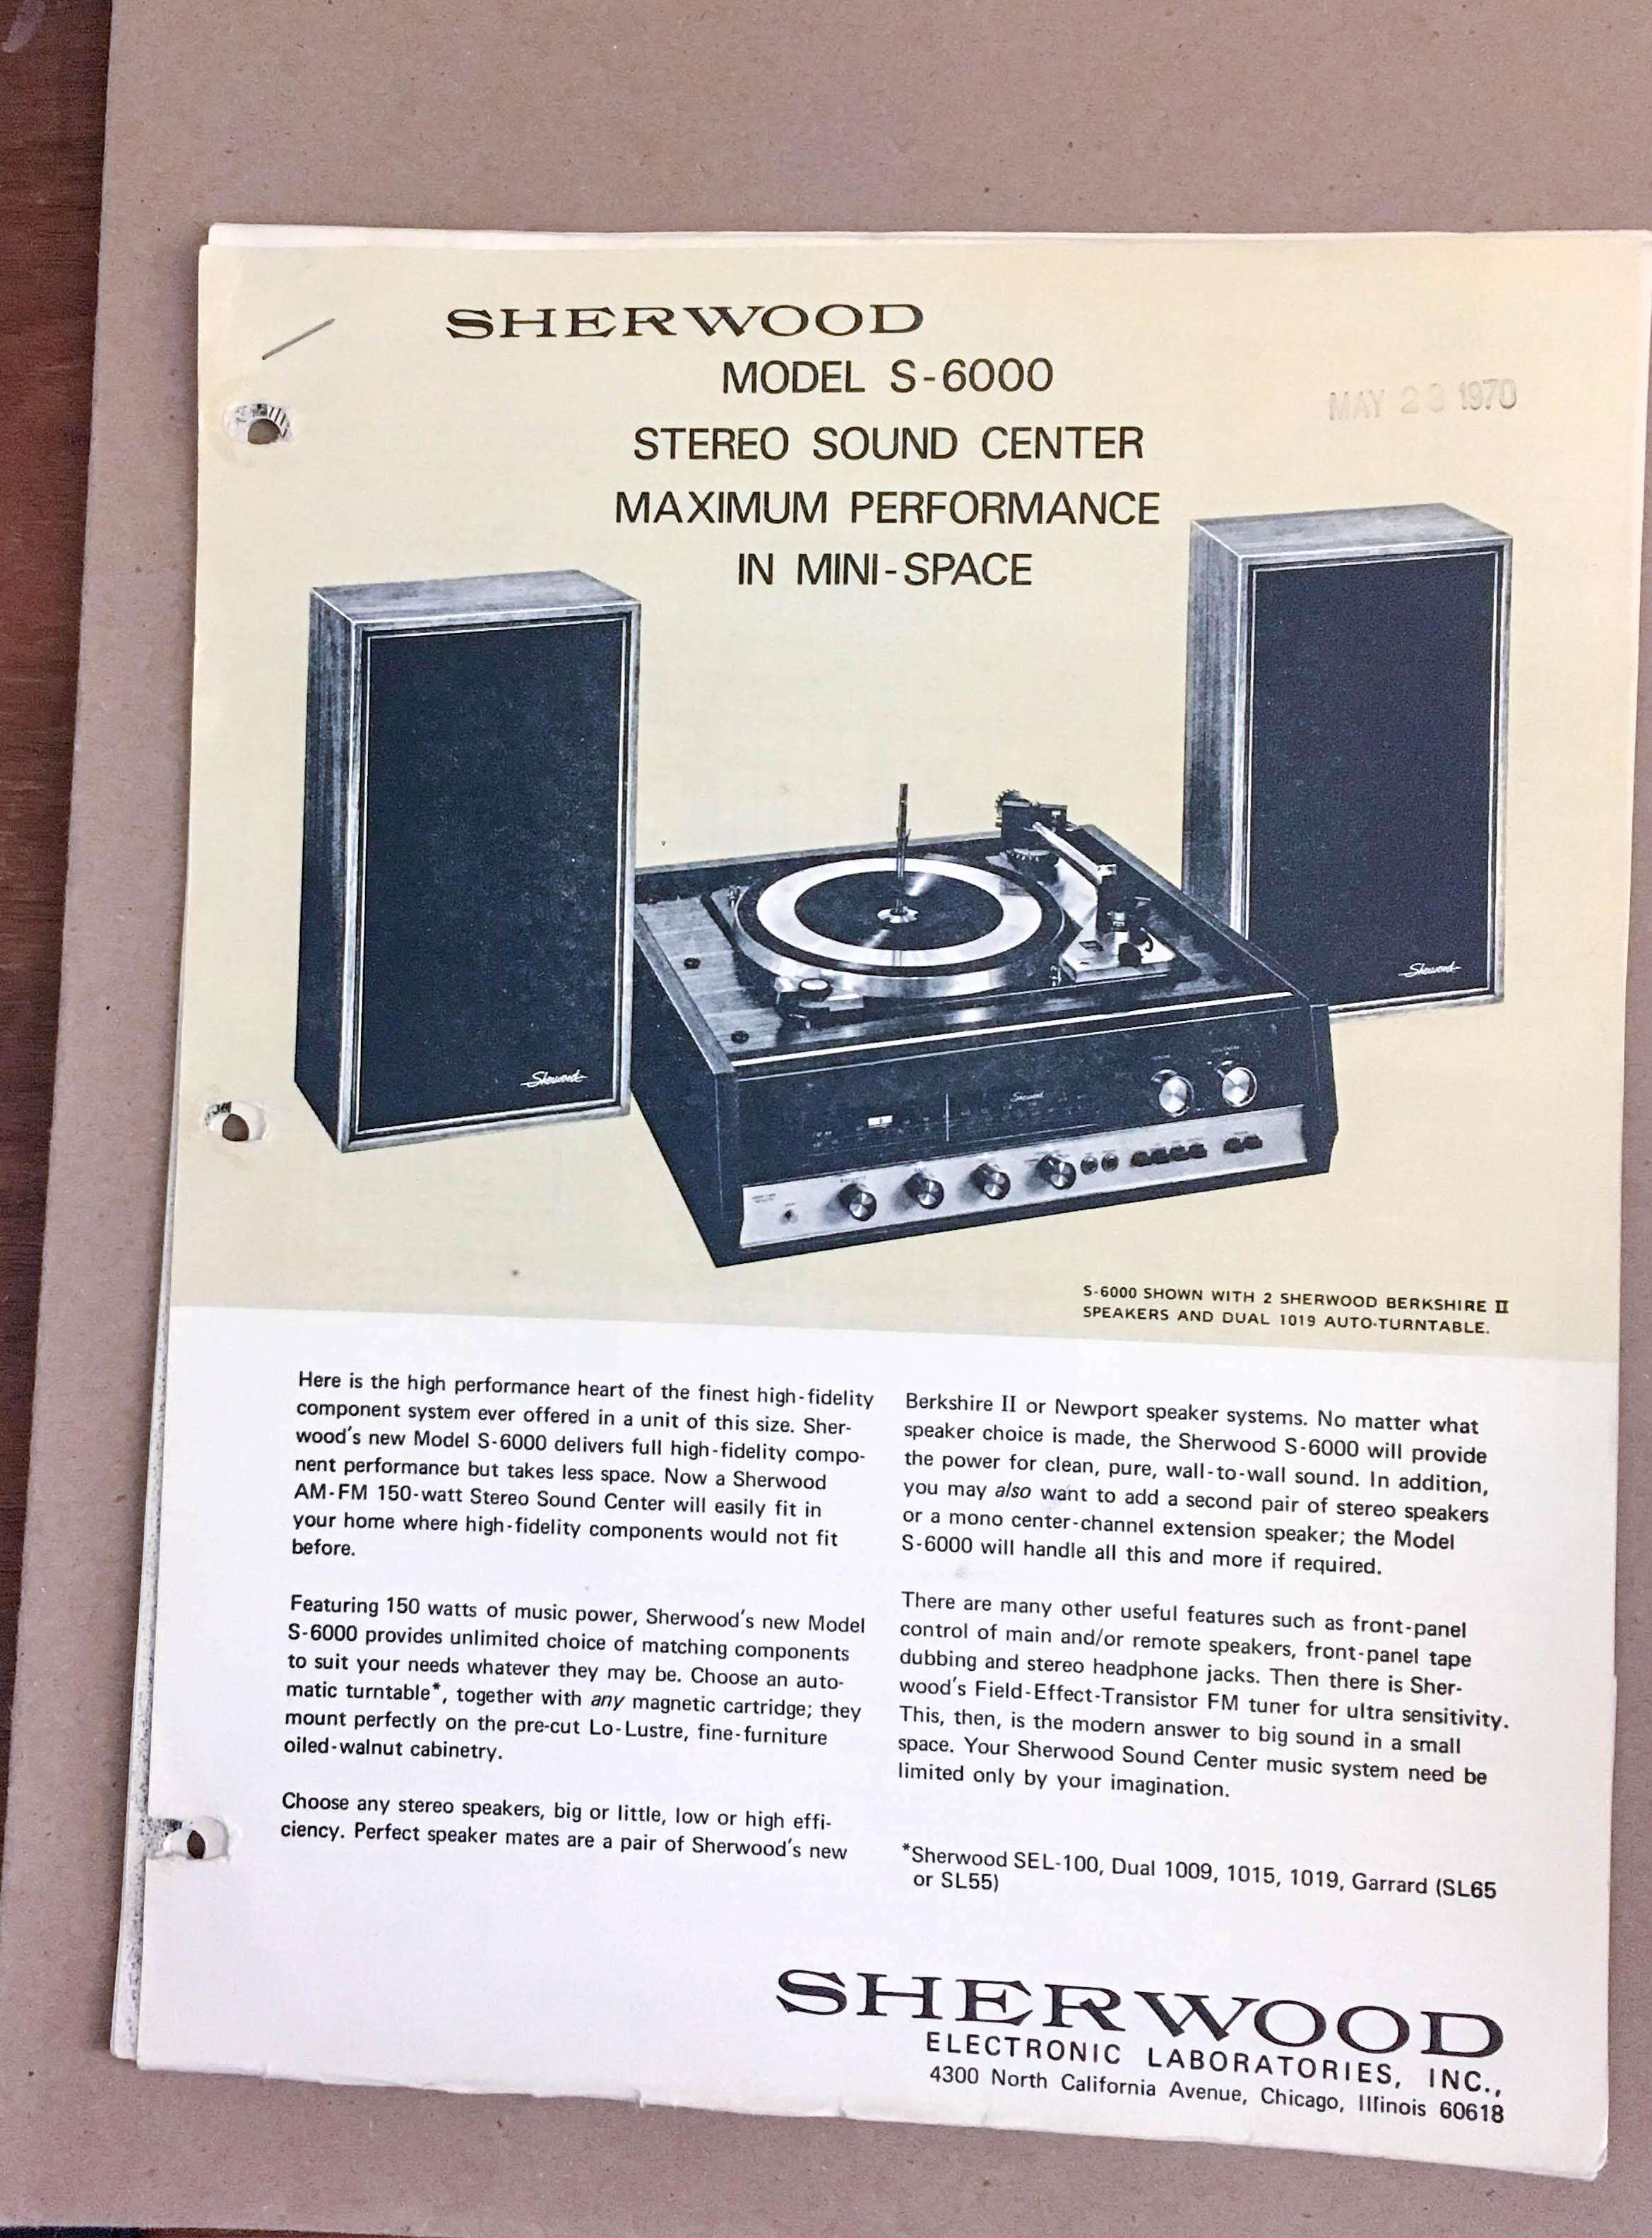 SHERWOOD
MODEL S-6000
STEREO SOUND CENTER
MAXIMUM PERFORMANCE
IN MINI-SPACE
MAY 28 1970
Sherwood
Sherwood
Sherwood
S-6000 SHOWN WITH 2 SHERWOOD BERKSHIRE II
SPEAKERS AND DUAL 1019 AUTO-TURNTABLE.
Here is the high performance heart of the finest high-fidelity
component system ever offered in a unit of this size. Sher-
wood's new Model S-6000 delivers full high-fidelity compo-
nent performance but takes less space. Now a Sherwood
AM-FM 150-watt Stereo Sound Center will easily fit in
your home where high-fidelity components would not fit
before.
Featuring 150 watts of music power, Sherwood's new Model
S-6000 provides unlimited choice of matching components
to suit your needs whatever they may be. Choose an auto-
matic turntable*, together with any magnetic cartridge; they
mount perfectly on the pre-cut Lo-Lustre, fine-furniture
oiled-walnut cabinetry.
Choose any stereo speakers, big or little, low or high effi-
ciency. Perfect speaker mates are a pair of Sherwood's new
Berkshire II or Newport speaker systems. No matter what
speaker choice is made, the Sherwood S-6000 will provide
the power for clean, pure, wall-to-wall sound. In addition,
you may also want to add a second pair of stereo speakers
or a mono center-channel extension speaker; the Model
S-6000 will handle all this and more if required.
There are many other useful features such as front-panel
control of main and/or remote speakers, front-panel tape
dubbing and stereo headphone jacks. Then there is Sher-
wood's Field-Effect-Transistor FM tuner for ultra sensitivity.
This, then, is the modern answer to big sound in a small
space. Your Sherwood Sound Center music system need be
limited only by your imagination.
*Sherwood SEL-100, Dual 1009, 1015, 1019, Garrard (SL65
or SL55)
SHERWOOD
ELECTRONIC LABORATORIES, INC.,
4300 North California Avenue, Chicago, Illinois 60618